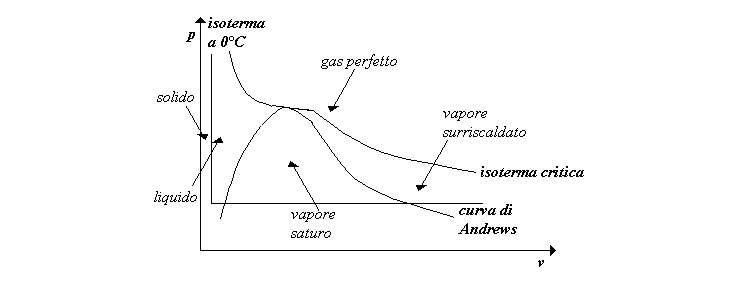 p
isoterma
a 0°C
gas perfetto
solido
vapore
surriscaldato
isoterma critica
liquido
vapore
saturo
curva di
Andrews
v